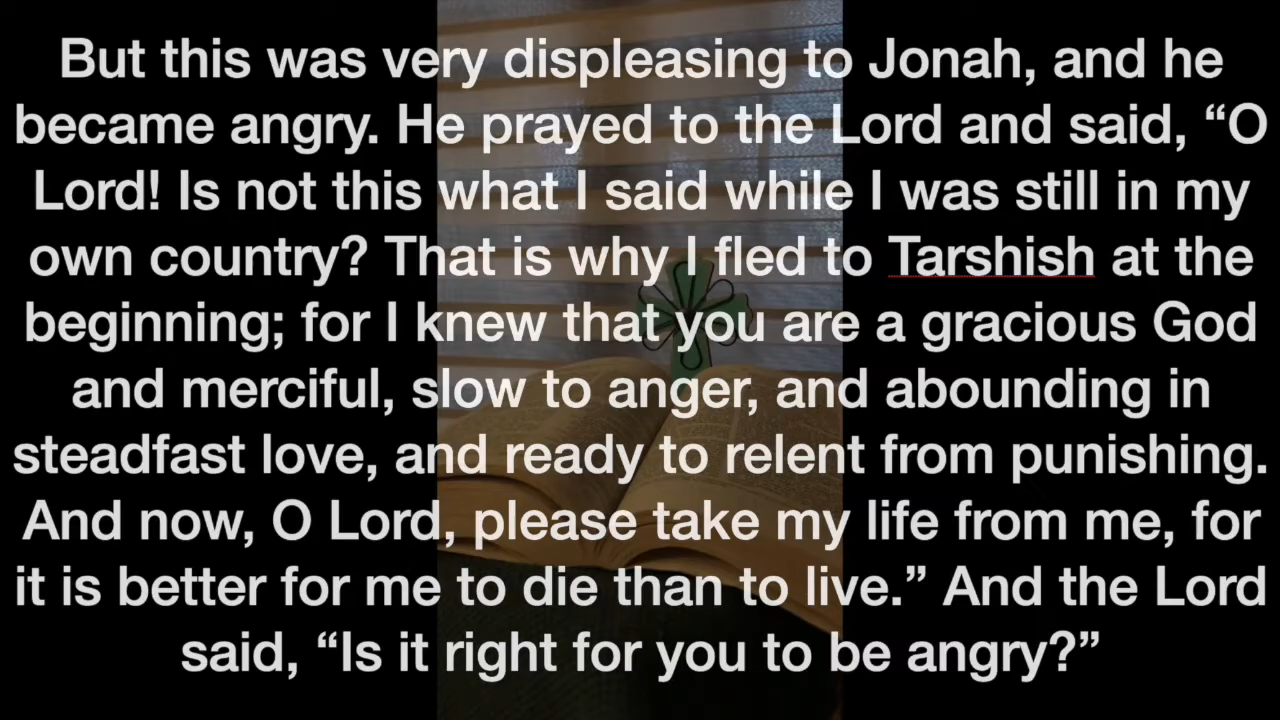 But this was very displeasing to Jonah, and he
became angry. He prayed to the Lord and said, “O
Lord! Is not this what I said while I was still in my
own country? That is why I fled to Tarshish at the
beginning; for I knew that you are a gracious God
and merciful, slow to anger, and abounding in
steadfast love, and ready to relent from punishing.
And now, O Lord, please take my life from me, for
it is better for me to die than to live.” And the Lord
said, “Is it right for you to be angry?”